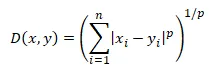 D(x, y) = ( ∑_{i=1}^{n} |x_i − y_i|^p )^{1/p}